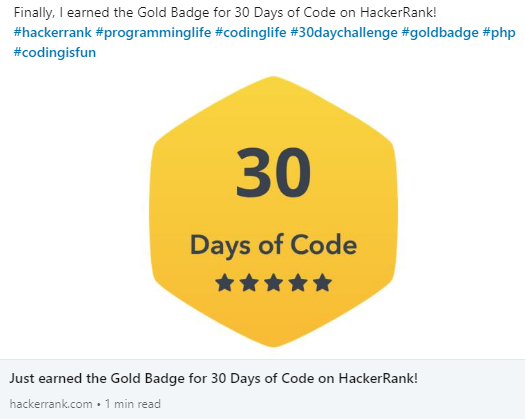 Finally, I earned the Gold Badge for 30 Days of Code on HackerRank!
#hackerrank #programminglife #codinglife #30daychallenge #goldbadge #php
#codingisfun
30
Days of Code
★★★★★
Just earned the Gold Badge for 30 Days of Code on HackerRank!
hackerrank.com • 1 min read